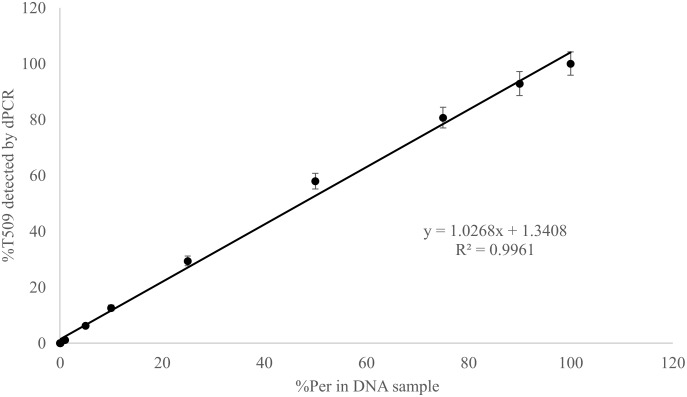 120
100
80
60
40
20
0
%T509 detected by dPCR
y = 1.0268x + 1.3408
R² = 0.9961
0 20 40 60 80 100 120
%Per in DNA sample